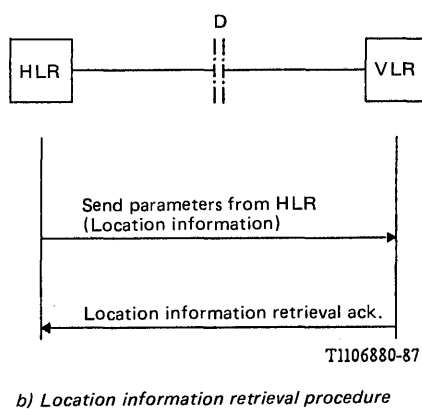 D
HLR
VLR
Send parameters from HLR
(Location information)
Location information retrieval ack.
T1106880-87
b) Location information retrieval procedure